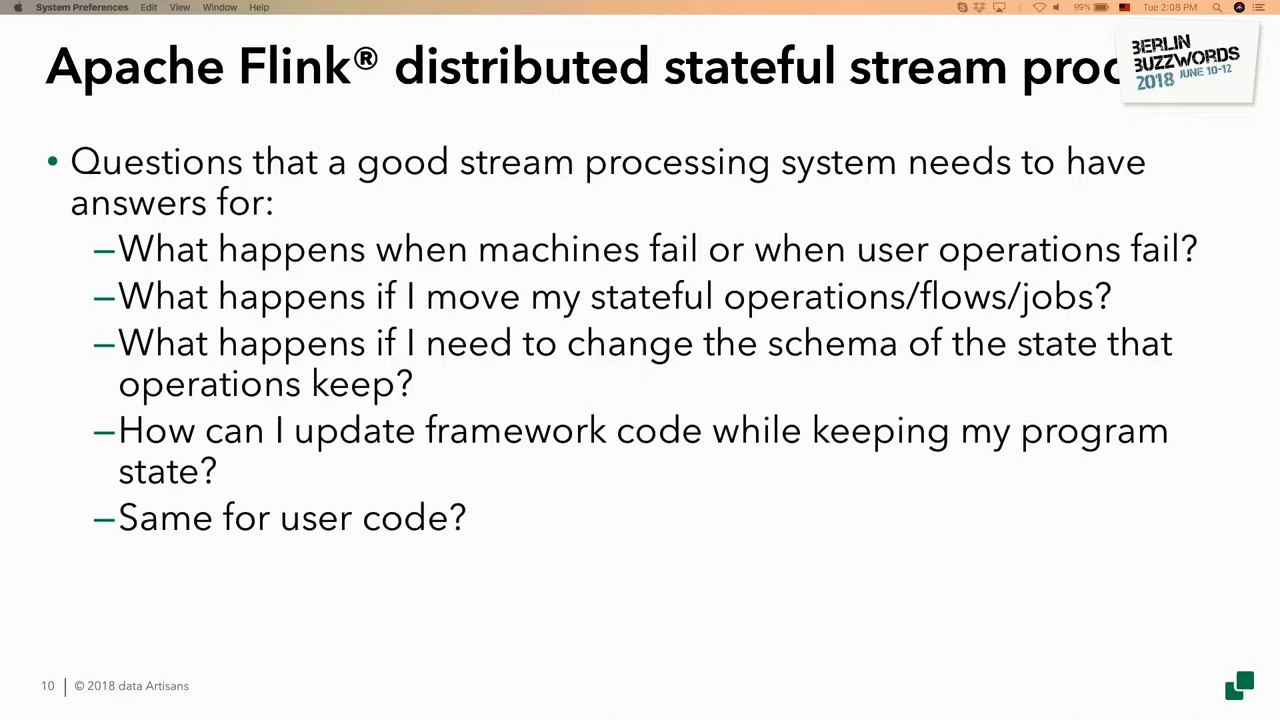 System Preferences Edit View Window Help 99% Tue 2:08 PM
Apache Flink® distributed stateful stream proc
BERLIN
BUZZWORDS
2018 JUNE 10-12
• Questions that a good stream processing system needs to have
answers for:
–What happens when machines fail or when user operations fail?
–What happens if I move my stateful operations/flows/jobs?
–What happens if I need to change the schema of the state that
operations keep?
–How can I update framework code while keeping my program
state?
–Same for user code?
10 © 2018 data Artisans